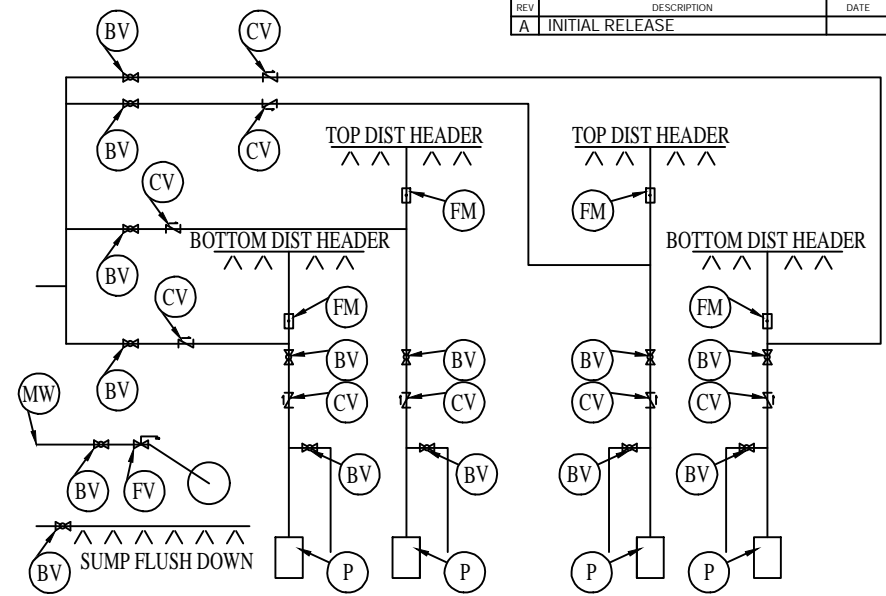 REV DESCRIPTION DATE
A INITIAL RELEASE
BV CV
BV CV
TOP DIST HEADER TOP DIST HEADER
CV
FM FM
BOTTOM DIST HEADER BOTTOM DIST HEADER
BV
CV
FM FM
BV BV BV BV
BV
MW
CV CV CV CV
BV FV
BV BV BV BV
SUMP FLUSH DOWN
BV
P P P P